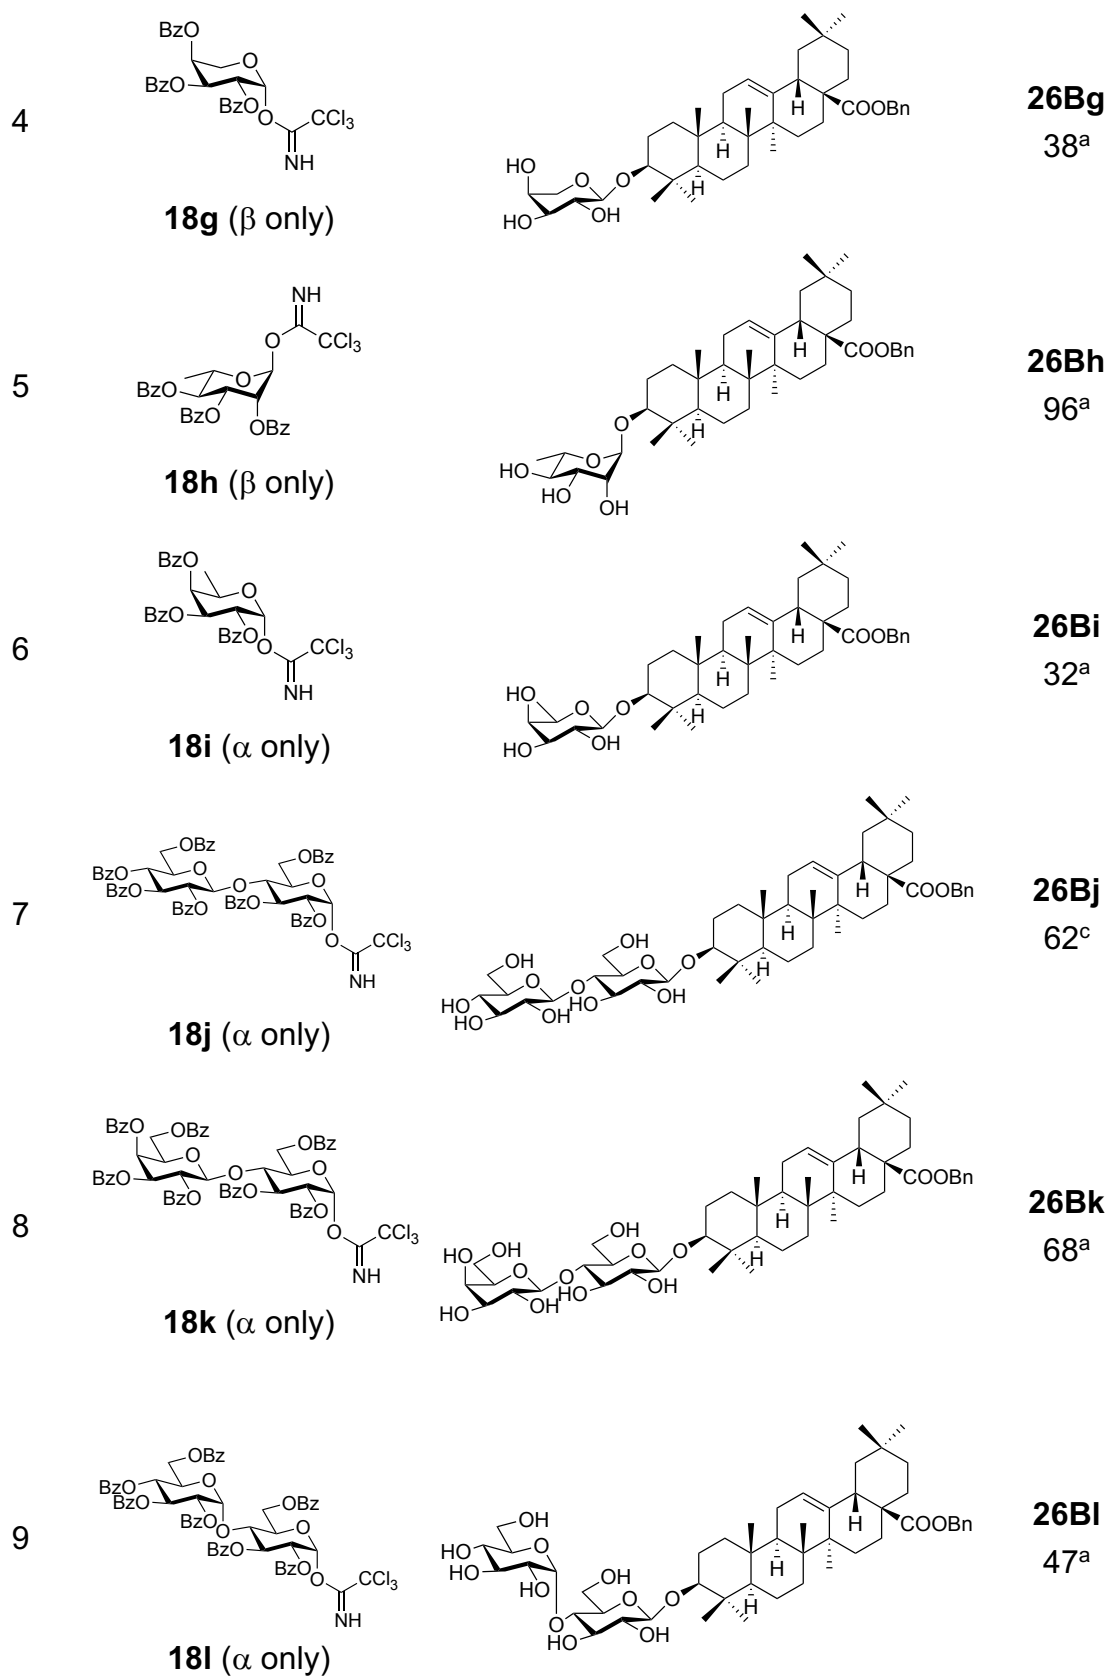 4
BzO
O
BzO
BzO
O
CCl3
NH
18g (β only)
H
H
COOBn
HO
O
O
HO
OH
26Bg
38a
5
NH
O
CCl3
O
BzO
BzO
OBz
18h (β only)
H
H
COOBn
O
O
HO
HO
OH
26Bh
96a
6
BzO
O
BzO
BzO
O
CCl3
NH
18i (α only)
H
H
COOBn
HO
O
O
HO
OH
26Bi
32a
7
OBz
BzO
O
BzO
BzO
O
OBz
O
BzO
BzO
O
CCl3
NH
18j (α only)
H
H
COOBn
OH
O
O
HO
HO
OH
O
OH
O
HO
OH
26Bj
62c
8
BzO
OBz
O
BzO
OBz
O
OBz
O
BzO
BzO
O
CCl3
NH
18k (α only)
H
H
COOBn
HO
OH
O
HO
OH
O
OH
O
HO
OH
O
26Bk
68a
9
OBz
O
BzO
BzO
BzO
O
OBz
O
BzO
BzO
O
CCl3
NH
18l (α only)
H
H
COOBn
OH
O
HO
HO
HO
O
OH
O
HO
OH
O
26Bl
47a